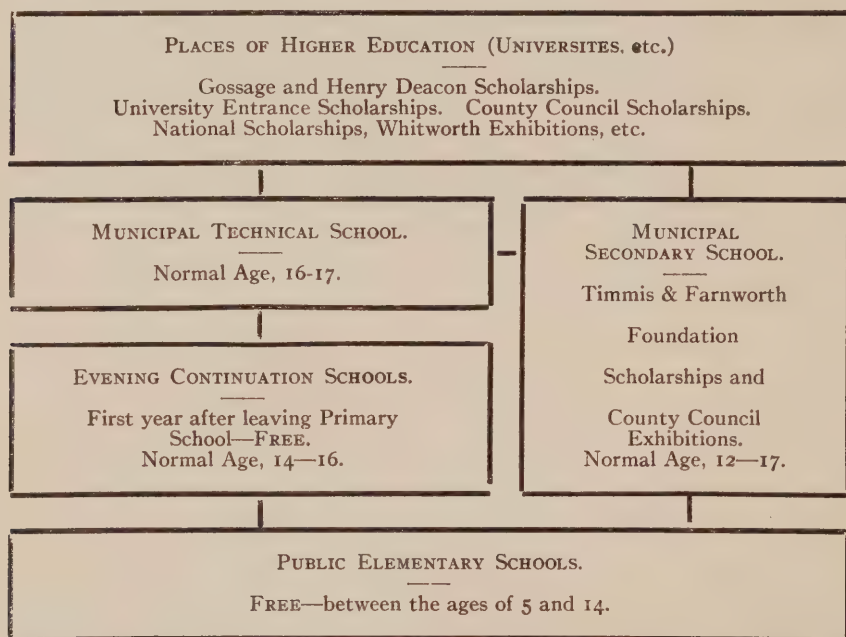 PLACES OF HIGHER EDUCATION (UNIVERSITES, etc.)
Gossage and Henry Deacon Scholarships.
University Entrance Scholarships. County Council Scholarships.
National Scholarships, Whitworth Exhibitions, etc.
MUNICIPAL TECHNICAL SCHOOL.
Normal Age, 16-17.
MUNICIPAL
SECONDARY SCHOOL.
Timmis & Farnworth
Foundation
Scholarships and
County Council
Exhibitions.
Normal Age, 12—17.
EVENING CONTINUATION SCHOOLS.
First year after leaving Primary
School—FREE.
Normal Age, 14—16.
PUBLIC ELEMENTARY SCHOOLS.
FREE—between the ages of 5 and 14.